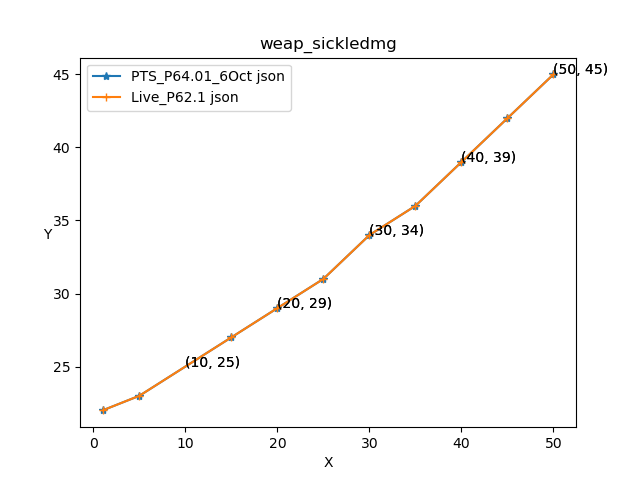 weap_sickledmg
PTS_P64.01_6Oct json
Live_P62.1 json
(50, 45)
(40, 39)
(30, 34)
(20, 29)
(10, 25)
45
40
35
30
25
Y
0 10 20 30 40 50
X